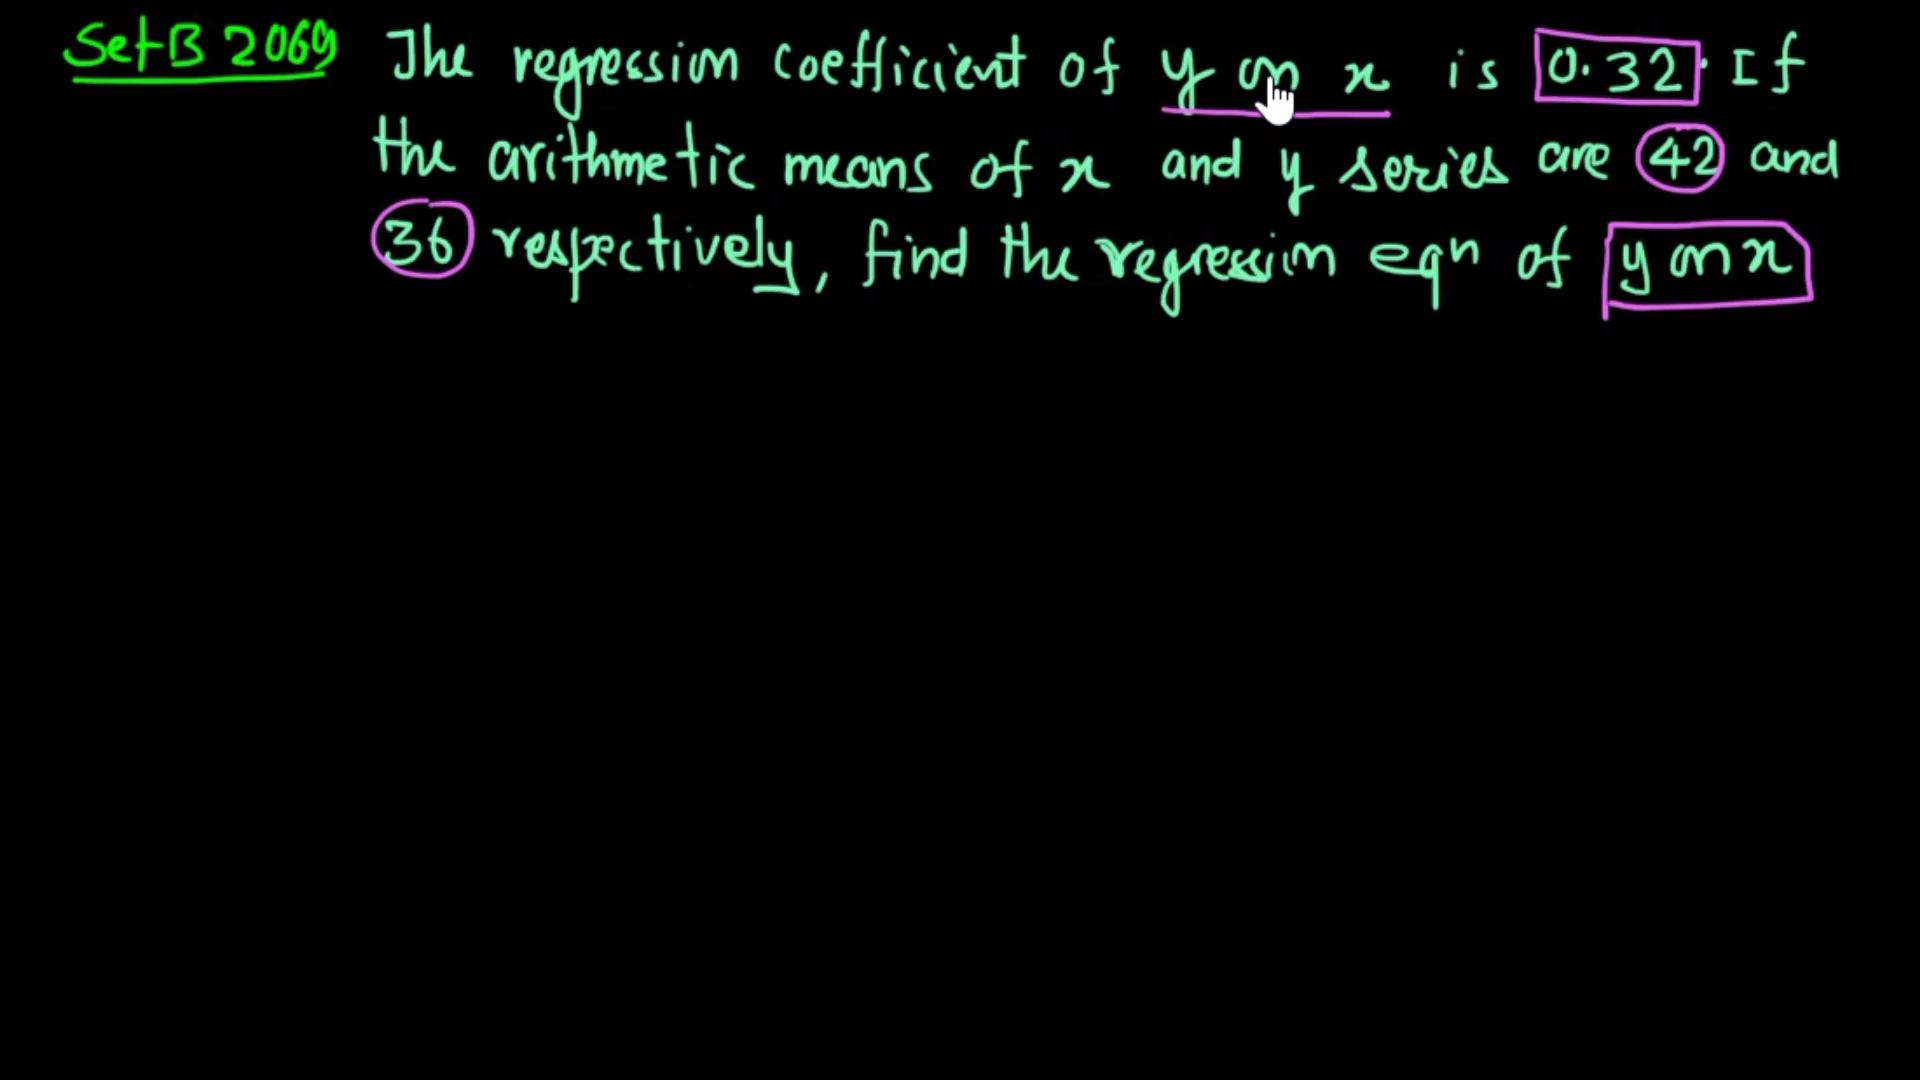 Set B 2069 The regression coefficient of y on x is 0.32. If
the arithmetic means of x and y series are 42 and
36 respectively, find the regression eqn of y on x